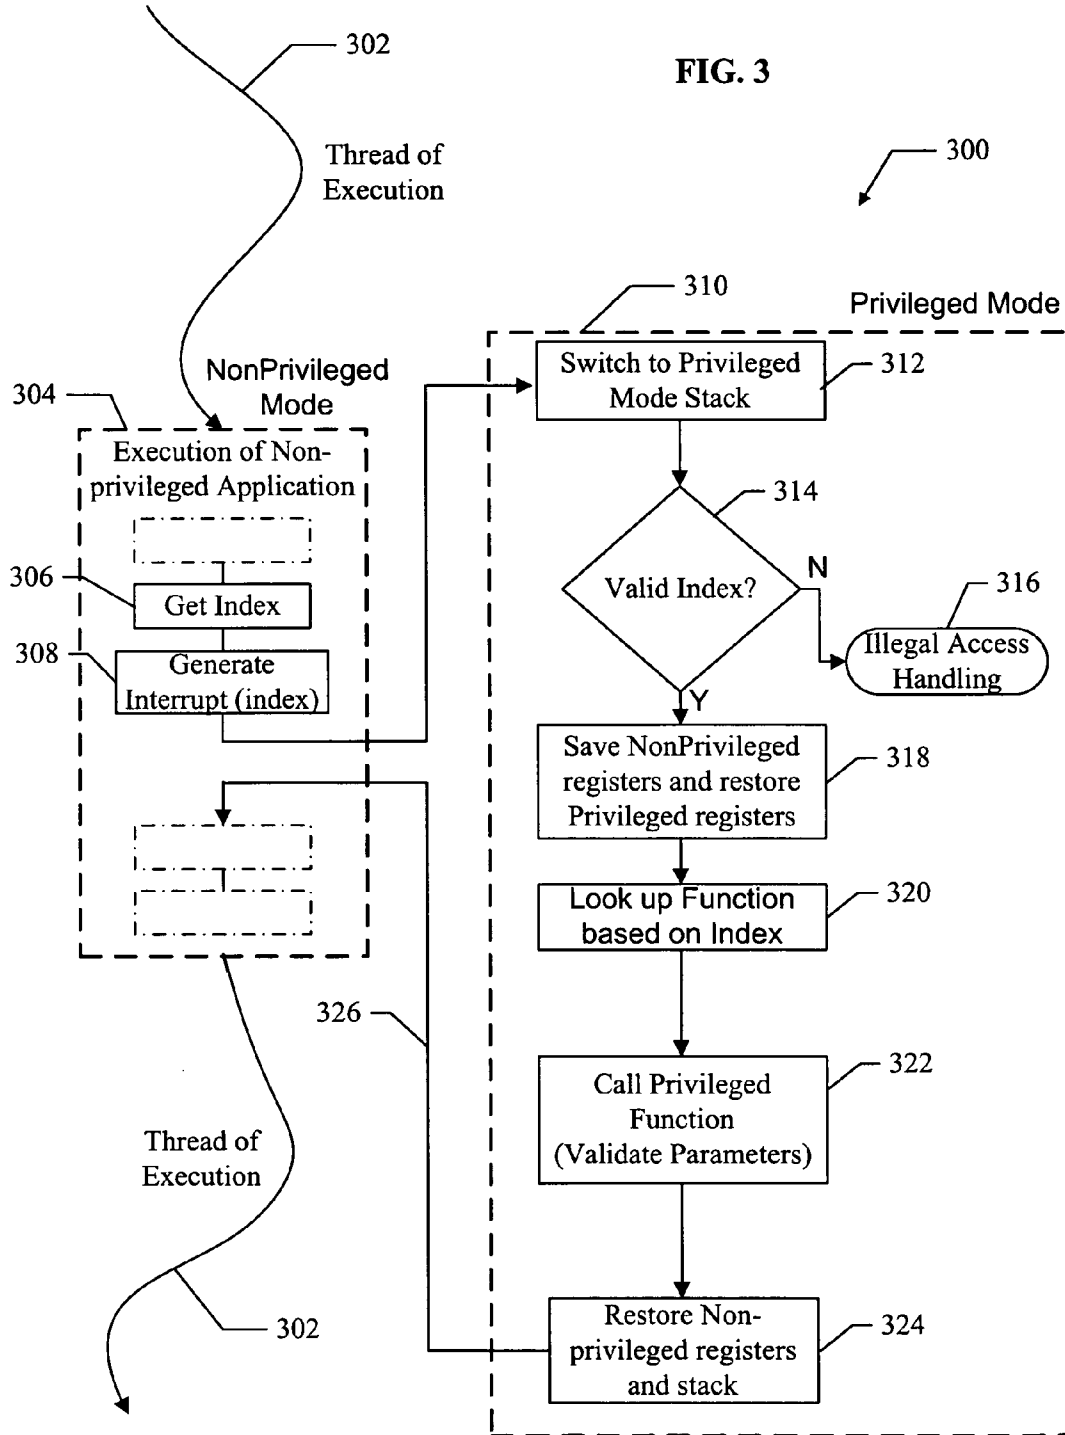 302
FIG. 3
Thread of
Execution
300
310
Privileged Mode
Switch to Privileged
Mode Stack
312
NonPrivileged
Mode
304
Execution of Non-
privileged Application
314
Valid Index?
N
306
Get Index
316
Illegal Access
Handling
308
Generate
Interrupt (index)
Y
Save NonPrivileged
registers and restore
Privileged registers
318
Look up Function
based on Index
320
326
Call Privileged
Function
(Validate Parameters)
322
Thread of
Execution
302
Restore Non-
privileged registers
and stack
324